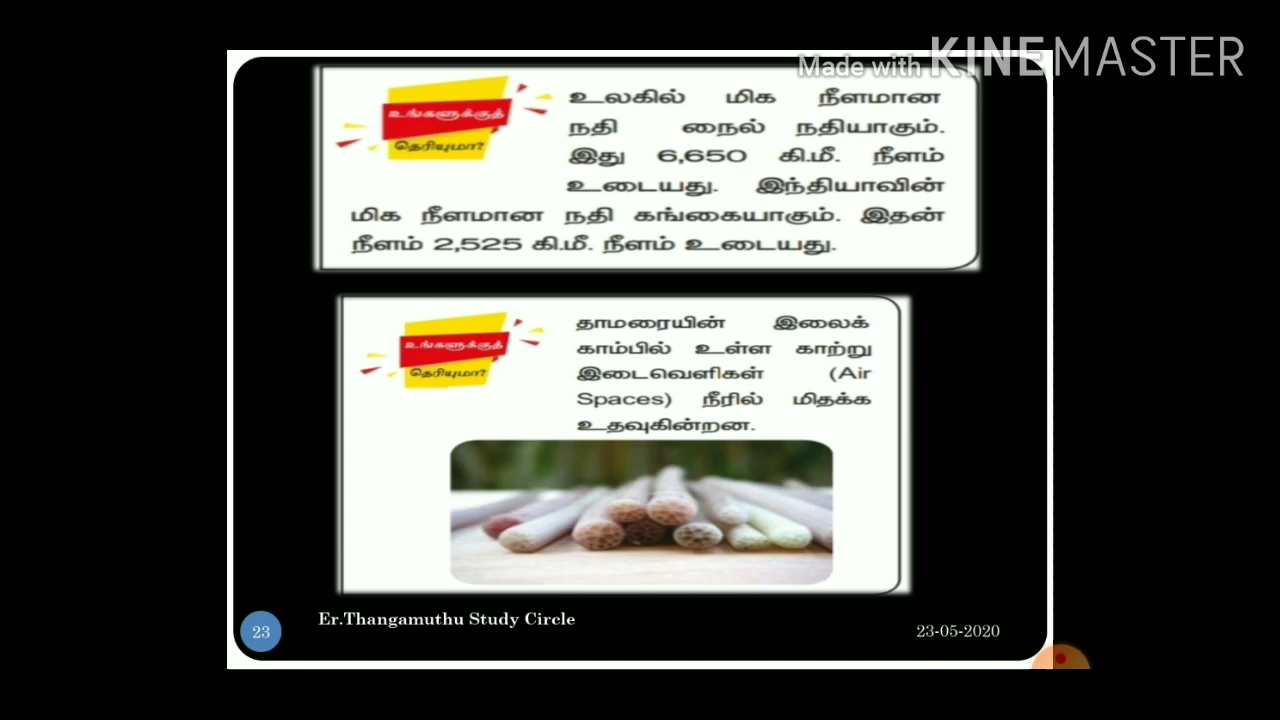 Made with KINEMASTER
உங்களுக்குத்
தெரியுமா?
உலகில் மிக நீளமான
நதி நைல் நதியாகும்.
இது 6,650 கி.மீ. நீளம்
உடையது. இந்தியாவின்
மிக நீளமான நதி கங்கையாகும். இதன்
நீளம் 2,525 கி.மீ. நீளம் உடையது.
உங்களுக்குத்
தெரியுமா?
தாமரையின் இலைக்
காம்பில் உள்ள காற்று
இடைவெளிகள் (Air
Spaces) நீரில் மிதக்க
உதவுகின்றன.
Er.Thangamuthu Study Circle
23
23-05-2020